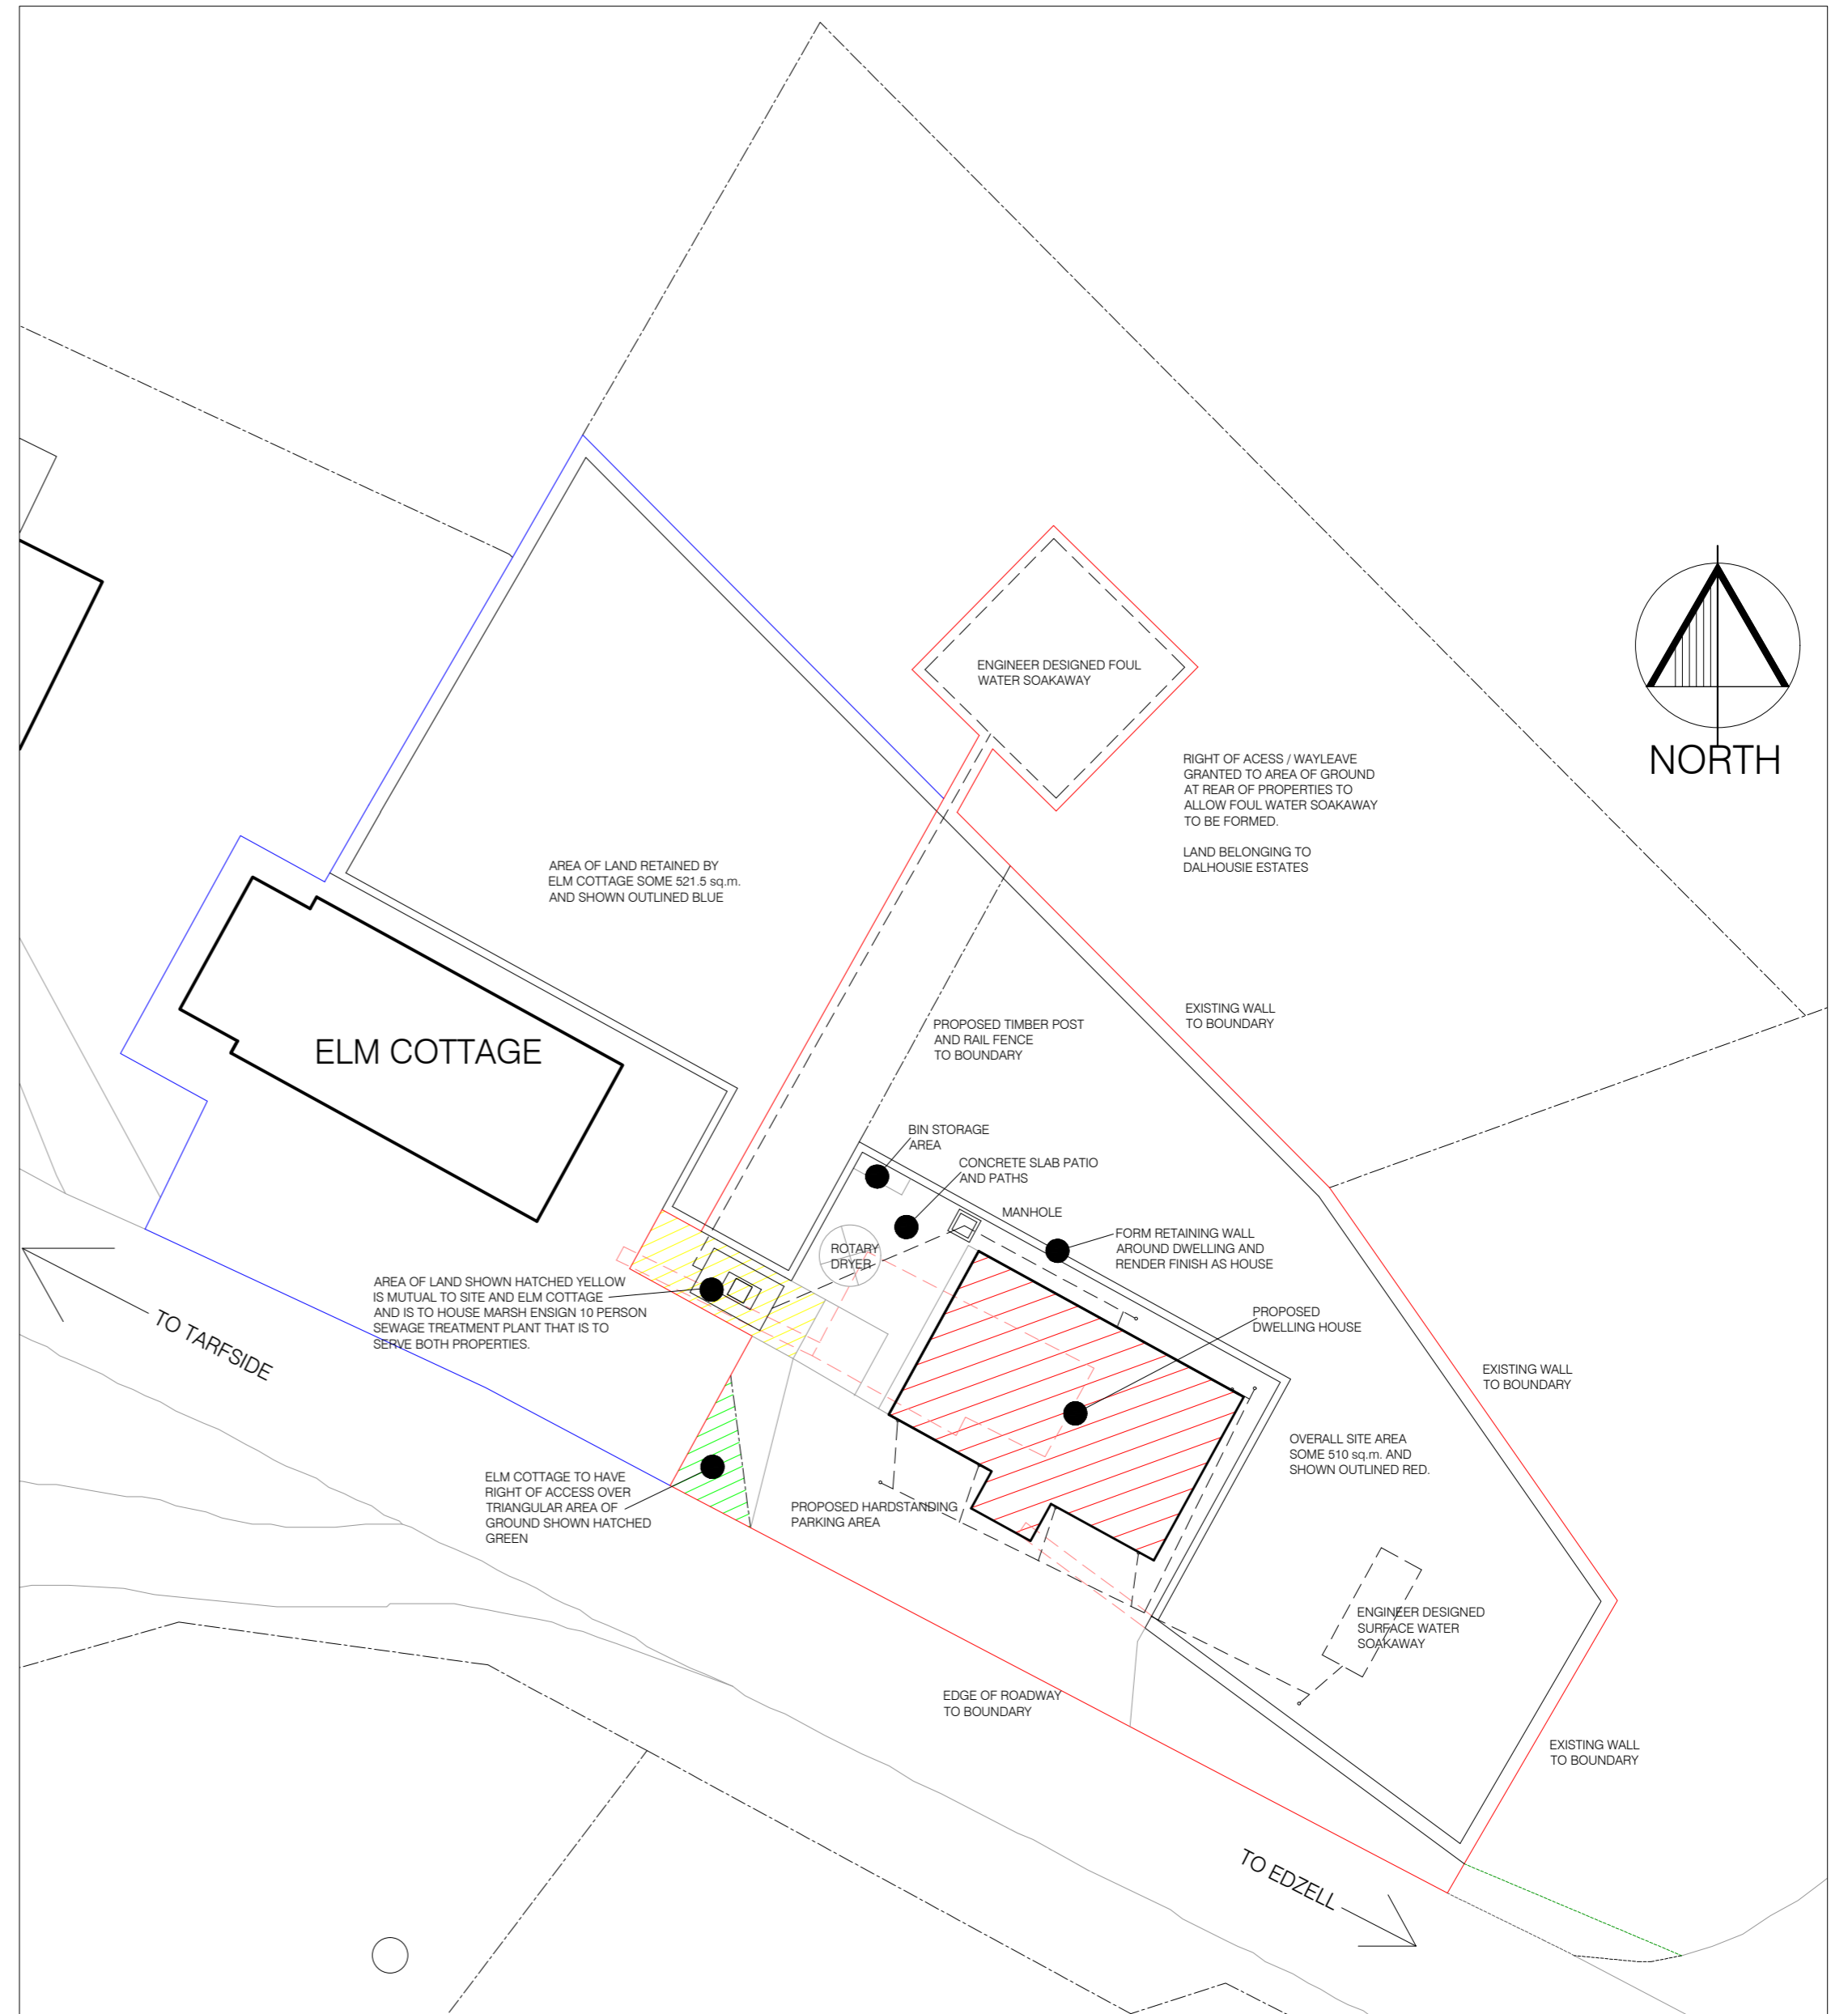 ENGINEER DESIGNED FOUL
WATER SOAKAWAY
NORTH
RIGHT OF ACESS / WAYLEAVE
GRANTED TO AREA OF GROUND
AT REAR OF PROPERTIES TO
ALLOW FOUL WATER SOAKAWAY
TO BE FORMED.
LAND BELONGING TO
DALHOUSIE ESTATES
AREA OF LAND RETAINED BY
ELM COTTAGE SOME 521.5 sq.m.
AND SHOWN OUTLINED BLUE
EXISTING WALL
TO BOUNDARY
PROPOSED TIMBER POST
AND RAIL FENCE
TO BOUNDARY
ELM COTTAGE
BIN STORAGE
AREA
CONCRETE SLAB PATIO
AND PATHS
MANHOLE
FORM RETAINING WALL
AROUND DWELLING AND
RENDER FINISH AS HOUSE
ROTARY
DRYER
AREA OF LAND SHOWN HATCHED YELLOW
IS MUTUAL TO SITE AND ELM COTTAGE
AND IS TO HOUSE MARSH ENSIGN 10 PERSON
SEWAGE TREATMENT PLANT THAT IS TO
SERVE BOTH PROPERTIES.
PROPOSED
DWELLING HOUSE
TO TARFSIDE
EXISTING WALL
TO BOUNDARY
OVERALL SITE AREA
SOME 510 sq.m. AND
SHOWN OUTLINED RED.
ELM COTTAGE TO HAVE
RIGHT OF ACCESS OVER
TRIANGULAR AREA OF
GROUND SHOWN HATCHED
GREEN
PROPOSED HARDSTANDING
PARKING AREA
ENGINEER DESIGNED
SURFACE WATER
SOAKAWAY
EDGE OF ROADWAY
TO BOUNDARY
EXISTING WALL
TO BOUNDARY
TO EDZELL